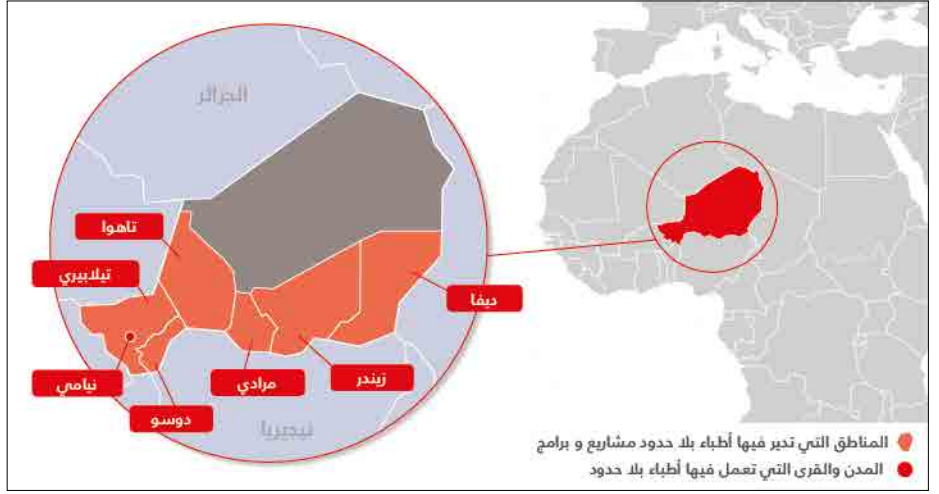 الجزائر
تاهوا
تيلابيري
ديفا
نيامي
دوسو
مرادي
زيندر
نيجيريا
المناطق التي تدير فيها أطباء بلا حدود مشاريع و برامج
المدن والقرى التي تعمل فيها أطباء بلا حدود